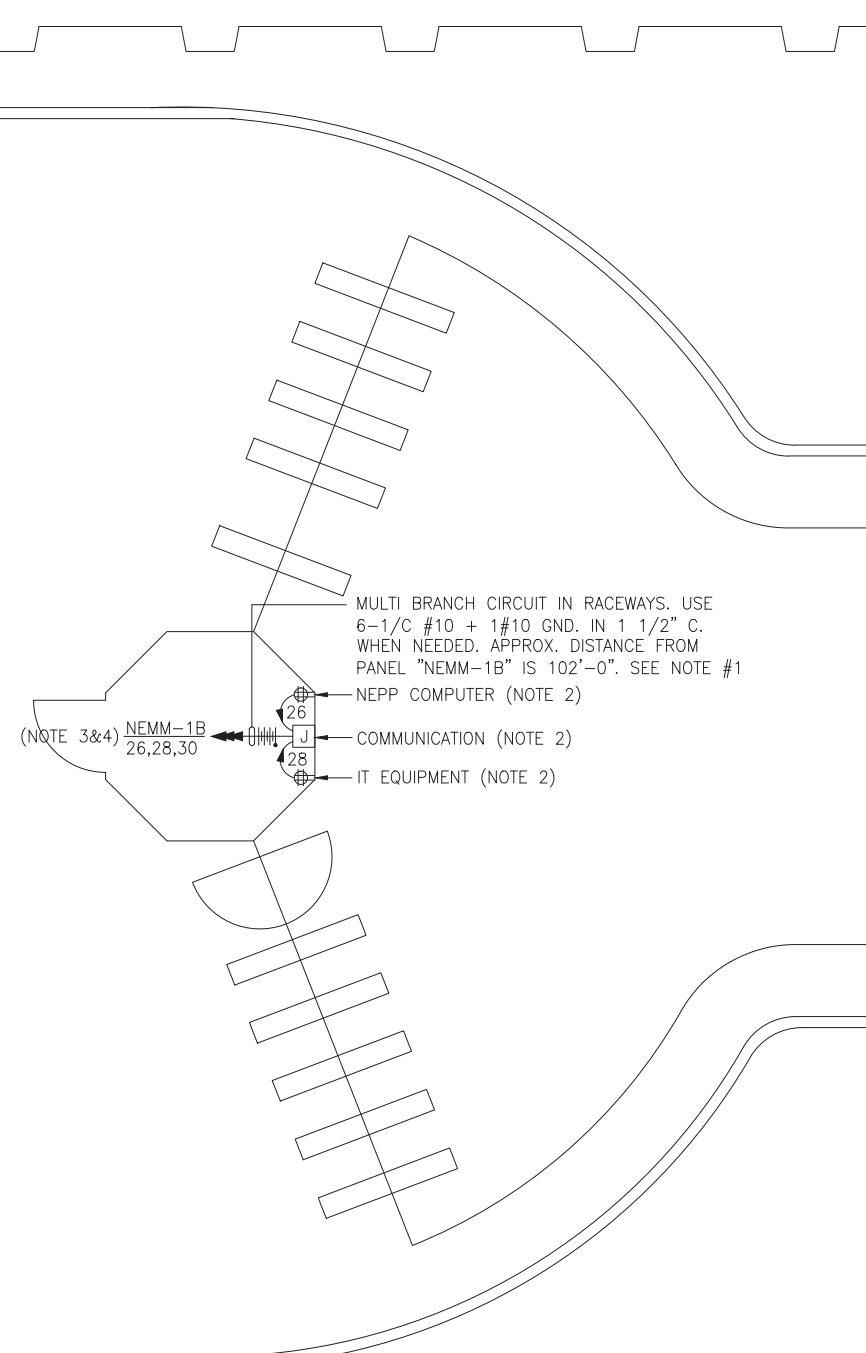 MULTI BRANCH CIRCUIT IN RACEWAYS. USE
6-1/C #10 + 1#10 GND. IN 1 1/2" C.
WHEN NEEDED. APPROX. DISTANCE FROM
PANEL "NEMM-1B" IS 102'-0". SEE NOTE #1
NEPP COMPUTER (NOTE 2)
26
(NOTE 3&4) NEMM-1B
26,28,30
J
COMMUNICATION (NOTE 2)
28
IT EQUIPMENT (NOTE 2)